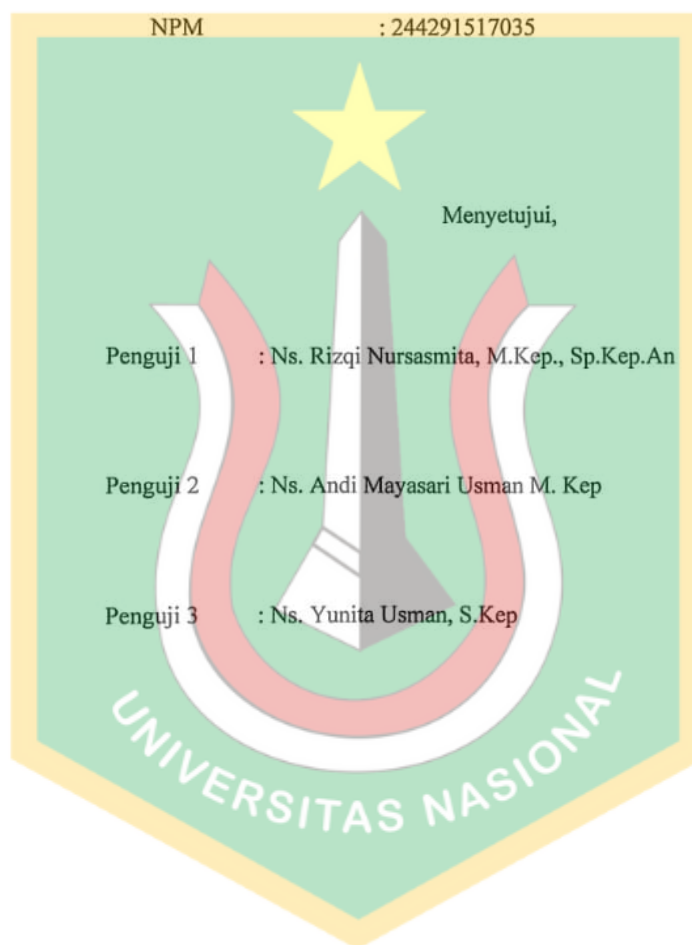 NPM : 244291517035
Menyetujui,
Penguji 1 : Ns. Rizqi Nursasmita, M.Kep., Sp.Kep.An
Penguji 2 : Ns. Andi Mayasari Usman M. Kep
Penguji 3 : Ns. Yunita Usman, S.Kep
UNIVERSITAS NASIONAL